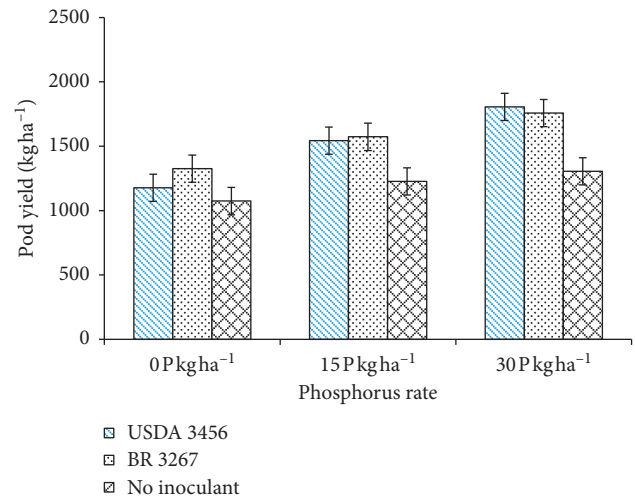 2500
2000
1500
1000
500
0
Pod yield (kg ha⁻¹)
0 P kg ha⁻¹ 15 P kg ha⁻¹ 30 P kg ha⁻¹
Phosphorus rate
USDA 3456
BR 3267
No inoculant